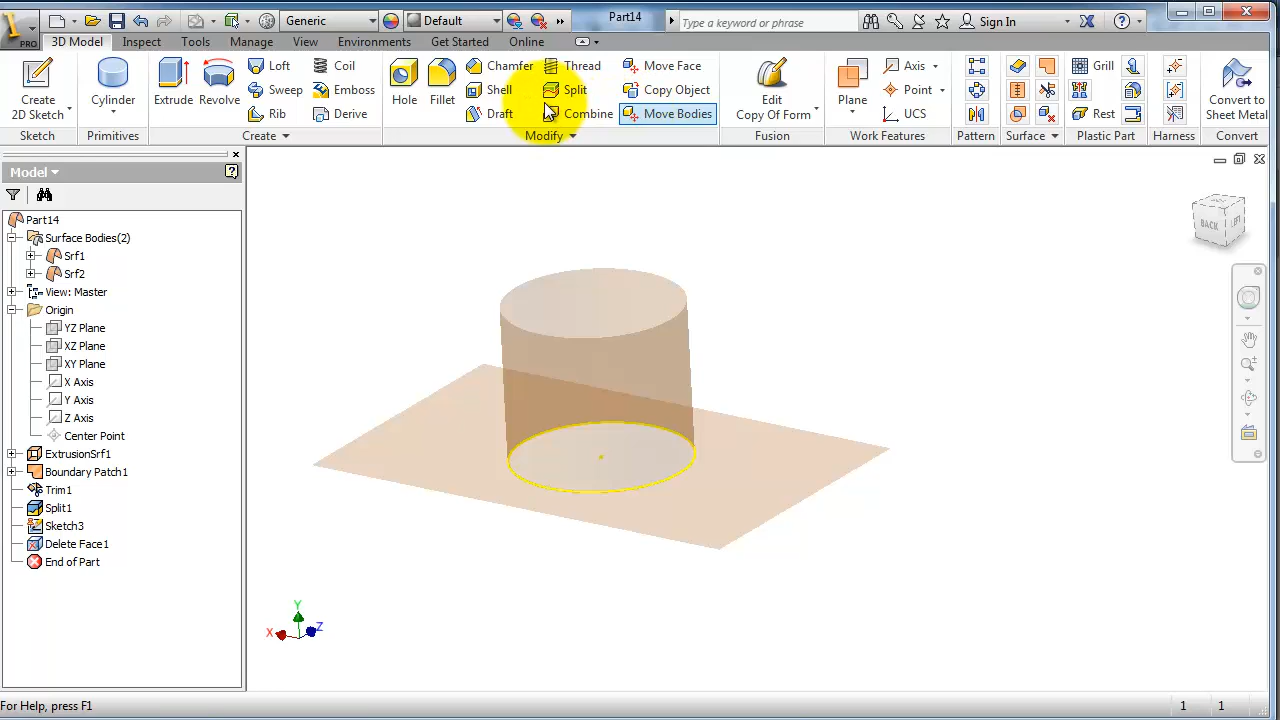 Generic
Default
Part14
Type a keyword or phrase
Sign In
PRO
3D Model
Inspect
Tools
Manage
View
Environments
Get Started
Online
Create
2D Sketch
Cylinder
Extrude
Revolve
Loft
Sweep
Rib
Coil
Emboss
Derive
Hole
Fillet
Chamfer
Shell
Draft
Thread
Split
Combine
Move Face
Copy Object
Move Bodies
Edit
Copy Of Form
Plane
Axis
Point
UCS
Grill
Rest
Convert to
Sheet Metal
Sketch
Primitives
Create
Modify
Fusion
Work Features
Pattern
Surface
Plastic Part
Harness
Convert
Model
Part14
Surface Bodies(2)
Srf1
Srf2
View: Master
Origin
YZ Plane
XZ Plane
XY Plane
X Axis
Y Axis
Z Axis
Center Point
ExtrusionSrf1
Boundary Patch1
Trim1
Split1
Sketch3
Delete Face1
End of Part
BACK
LEFT
Y
X
Z
For Help, press F1
1
1